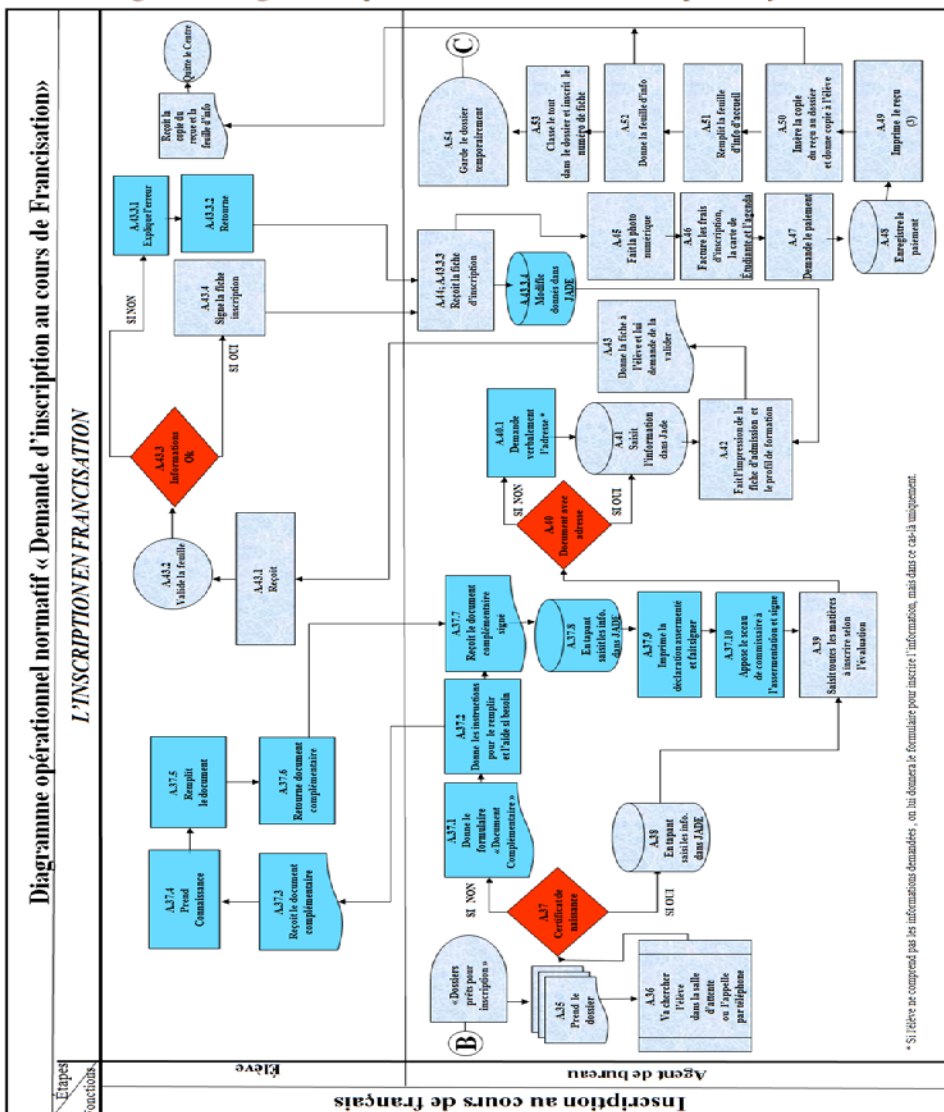 Diagramme opérationnel normatif « Demande d'inscription au cours de Francisation»
Etapes
Fonctions
L'INSCRIPTION EN FRANCISATION
Inscription au cours de français
Élève
A.37.4
Prend
Connaissance
A.37.5
Remplit
le document
A.37.3
Reçoit le document
complémentaire
A.37.6
Retourne document
complémentaire
A.43.2
Valide la feuille
A.43.1
Reçoit
A.43.3
Informations
Ok
SI NON
SI OUI
A.43.4
Signe la fiche
inscription
A.43.3.1
Explique l'erreur
A.43.3.2
Retourne
Reçoit la
copie du
reçue et la
feuille d'info
Quitte le Centre
Agent de bureau
B
« Dossiers
prêts pour
inscription »
A.35
Prend le
dossier
A.36
Va chercher
l'élève
dans la salle
d'attente
ou l'appelle
par téléphone
A.37
Certificat de
naissance
SI NON
SI OUI
A.37.1
Donne le
formulaire
« Document
Complémentaire »
A.37.2
Donne les instructions
pour le remplir
et l'aide si besoin
A.37.7
Reçoit le document
complémentaire
signé
A.37.8
En tapant
saisi les info.
dans JADE
A.37.9
Imprime la
déclaration assermenté
et fait signer
A.37.10
Appose le sceau
de commissaire à
l'assermentation et signe
A.38
En tapant
saisi les info.
dans JADE
A.39
Saisit toutes les matières
à inscrire selon
l'évaluation
A.40
Document avec
adresse
SI NON
SI OUI
A.40.1
Demande
verbalement
l'adresse *
A.41
Saisit
l'information
dans Jade
A.42
Fait l'impression de la
fiche d'admission et
le profil de formation
A.43
Donne la fiche à
l'élève et lui
demande de la
valider
A.44 ; A.43.3.3
Reçoit la fiche
d'inscription
A.43.3.4
Modifie
donnés dans
JADE
A.45
Fait la photo
numérique
A.46
Facture les frais
d'inscription,
la carte de
Étudiante et l'agenda
A.47
Demande le paiement
A.48
Enregistre le
paiement
A.49
Imprime le reçu
(3)
A.50
Insère la copie
du reçu au dossier
et donne copie à l'élève
A.51
Remplit la feuille
d'info d'accueil
A.52
Donne la feuille d'info
A.53
Classe le tout
dans le dossier et inscrit le
numéro de fiche
A.54
Garde le dossier
temporairement
C
* Si l'élève ne comprend pas les informations demandées, on lui donnera le formulaire pour inscrire l'information, mais dans ce cas-là uniquement.